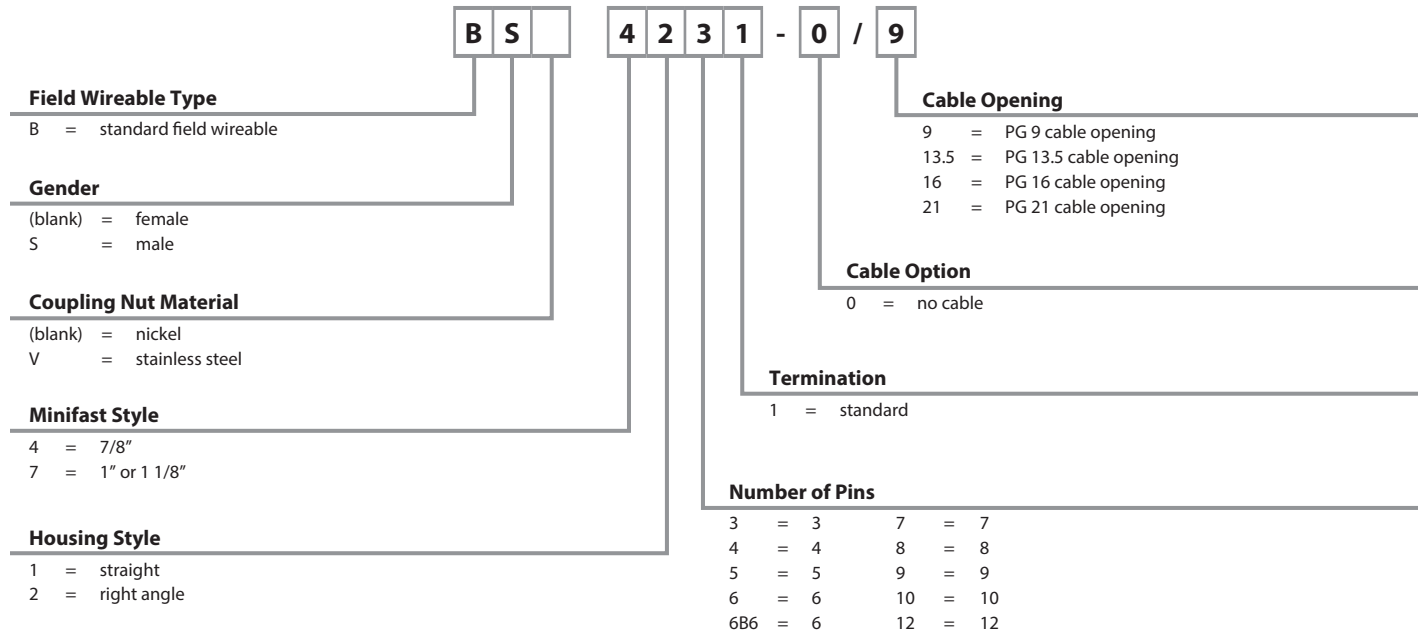 B S 4 2 3 1 - 0 / 9
Field Wireable Type
B = standard field wireable
Gender
(blank) = female
S = male
Coupling Nut Material
(blank) = nickel
V = stainless steel
Minifast Style
4 = 7/8"
7 = 1" or 1 1/8"
Housing Style
1 = straight
2 = right angle
Cable Opening
9 = PG 9 cable opening
13.5 = PG 13.5 cable opening
16 = PG 16 cable opening
21 = PG 21 cable opening
Cable Option
0 = no cable
Termination
1 = standard
Number of Pins
3 = 3 7 = 7
4 = 4 8 = 8
5 = 5 9 = 9
6 = 6 10 = 10
6B6 = 6 12 = 12